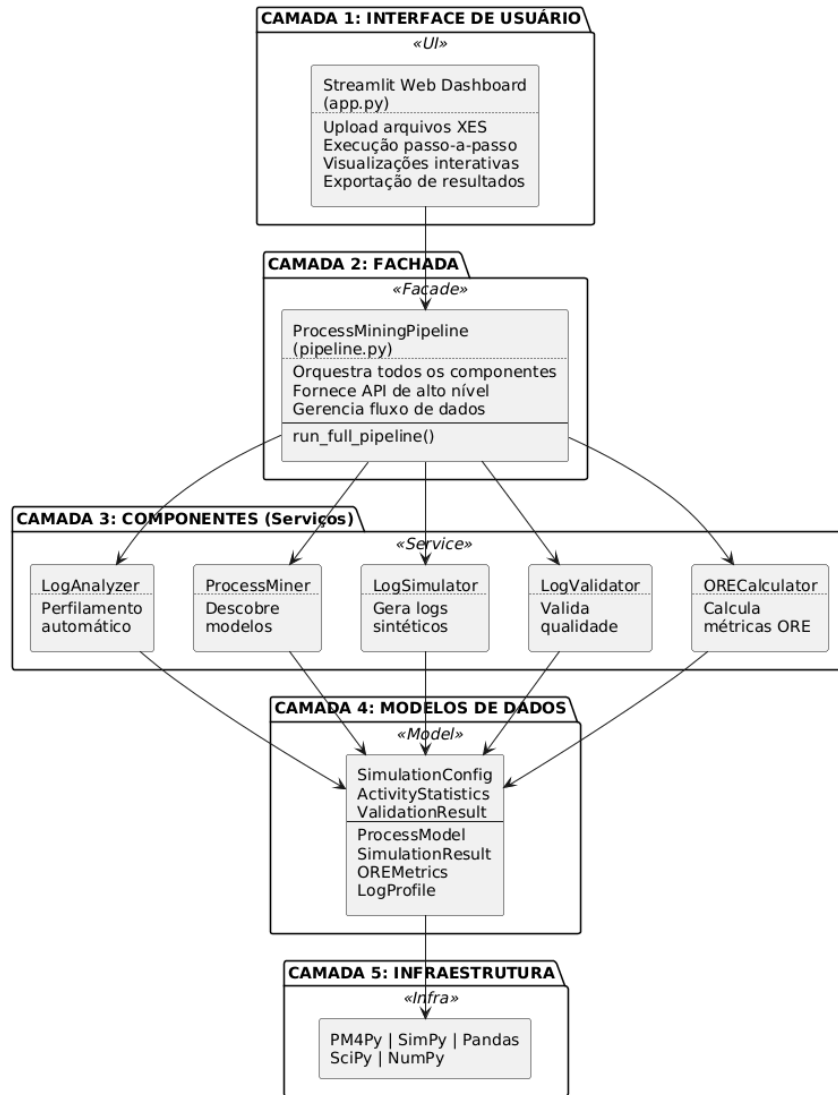 CAMADA 1: INTERFACE DE USUÁRIO
«UI»
Streamlit Web Dashboard
(app.py)
Upload arquivos XES
Execução passo-a-passo
Visualizações interativas
Exportação de resultados
CAMADA 2: FACHADA
«Facade»
ProcessMiningPipeline
(pipeline.py)
Orquestra todos os componentes
Fornece API de alto nível
Gerencia fluxo de dados
run_full_pipeline()
CAMADA 3: COMPONENTES (Serviços)
«Service»
LogAnalyzer
Perfilamento
automático
ProcessMiner
Descobre
modelos
LogSimulator
Gera logs
sintéticos
LogValidator
Valida
qualidade
ORECalculator
Calcula
métricas ORE
CAMADA 4: MODELOS DE DADOS
«Model»
SimulationConfig
ActivityStatistics
ValidationResult
ProcessModel
SimulationResult
OREMetrics
LogProfile
CAMADA 5: INFRAESTRUTURA
«Infra»
PM4Py | SimPy | Pandas
SciPy | NumPy